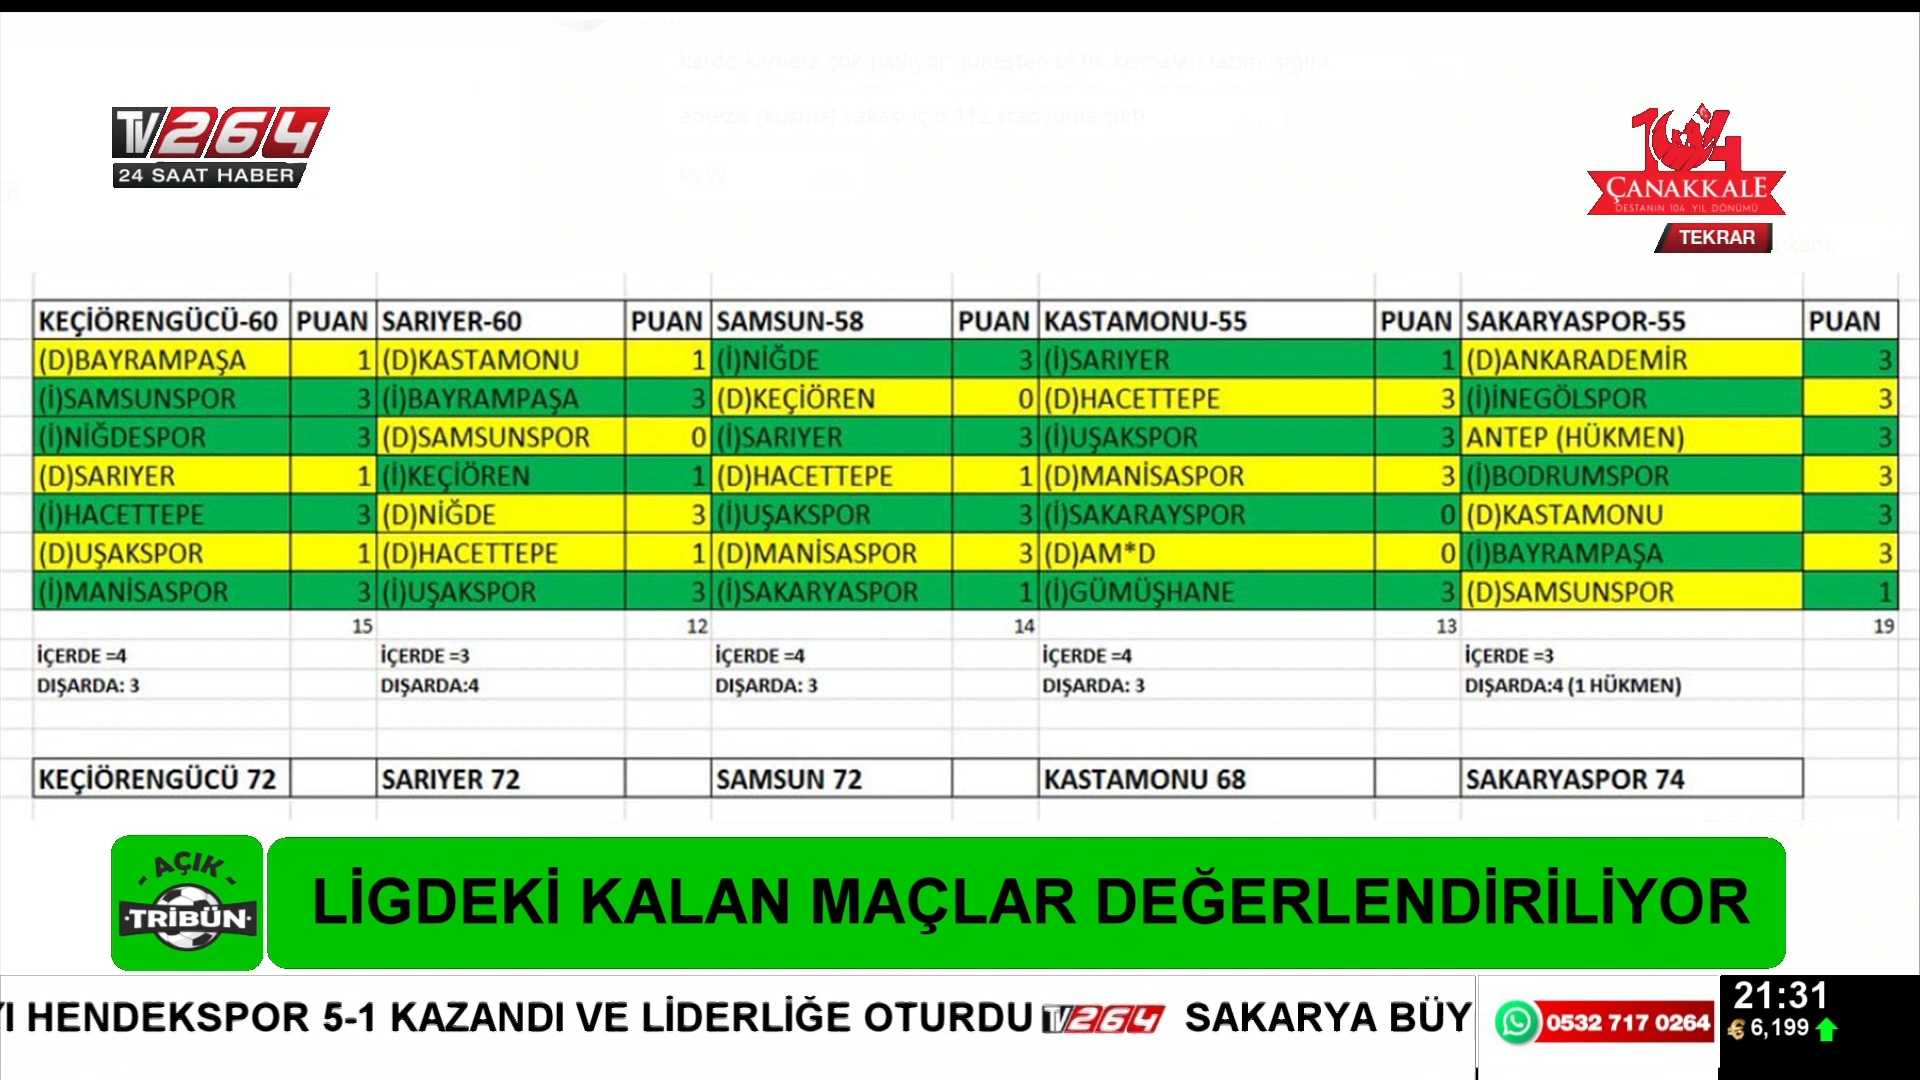 TV264
24 SAAT HABER
104
ÇANAKKALE
DESTANIN 104. YIL DÖNÜMÜ
TEKRAR
KEÇİÖRENGÜCÜ-60 PUAN SARIYER-60 PUAN SAMSUN-58 PUAN KASTAMONU-55 PUAN SAKARYASPOR-55 PUAN
(D)BAYRAMPAŞA 1 (D)KASTAMONU 1 (İ)NİĞDE 3 (İ)SARIYER 1 (D)ANKARADEMİR 3
(İ)SAMSUNSPOR 3 (İ)BAYRAMPAŞA 3 (D)KEÇİÖREN 0 (D)HACETTEPE 3 (İ)İNEGÖLSPOR 3
(İ)NİĞDESPOR 3 (D)SAMSUNSPOR 0 (İ)SARIYER 3 (İ)UŞAKSPOR 3 ANTEP (HÜKMEN) 3
(D)SARIYER 1 (İ)KEÇİÖREN 1 (D)HACETTEPE 1 (D)MANİSASPOR 3 (İ)BODRUMSPOR 3
(İ)HACETTEPE 3 (D)NİĞDE 3 (İ)UŞAKSPOR 3 (İ)SAKARAYSPOR 0 (D)KASTAMONU 3
(D)UŞAKSPOR 1 (D)HACETTEPE 1 (D)MANİSASPOR 3 (D)AM*D 0 (İ)BAYRAMPAŞA 3
(İ)MANİSASPOR 3 (İ)UŞAKSPOR 3 (İ)SAKARYASPOR 1 (İ)GÜMÜŞHANE 3 (D)SAMSUNSPOR 1
15 12 14 13 19
İÇERDE =4 İÇERDE =3 İÇERDE =4 İÇERDE =4 İÇERDE =3
DIŞARDA: 3 DIŞARDA:4 DIŞARDA: 3 DIŞARDA: 3 DIŞARDA:4 (1 HÜKMEN)
KEÇİÖRENGÜCÜ 72 SARIYER 72 SAMSUN 72 KASTAMONU 68 SAKARYASPOR 74
- AÇIK -
·TRİBÜN·
LİGDEKİ KALAN MAÇLAR DEĞERLENDİRİLİYOR
YI HENDEKSPOR 5-1 KAZANDI VE LİDERLİĞE OTURDU TV264 SAKARYA BÜY
0532 717 0264
21:31
€ 6,199